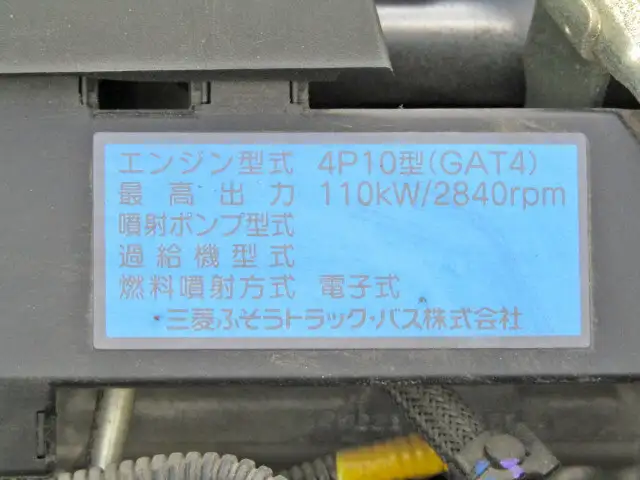 エンジン型式 4P10型(GAT4)
最高出力 110kW/2840rpm
噴射ポンプ型式
過給機型式
燃料噴射方式 電子式
三菱ふそうトラック・バス株式会社